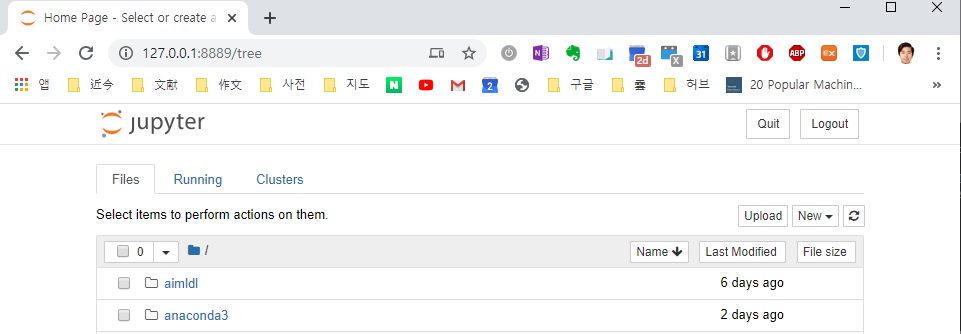 Home Page - Select or create a
127.0.0.1:8889/tree
2d
X
31
ABP
EX
앱 近今 文献 作文 사전 지도 N 2 구글 허브 20 Popular Machin...
jupyter
Quit Logout
Files Running Clusters
Select items to perform actions on them.
Upload New
0 / Name Last Modified File size
aimldl 6 days ago
anaconda3 2 days ago